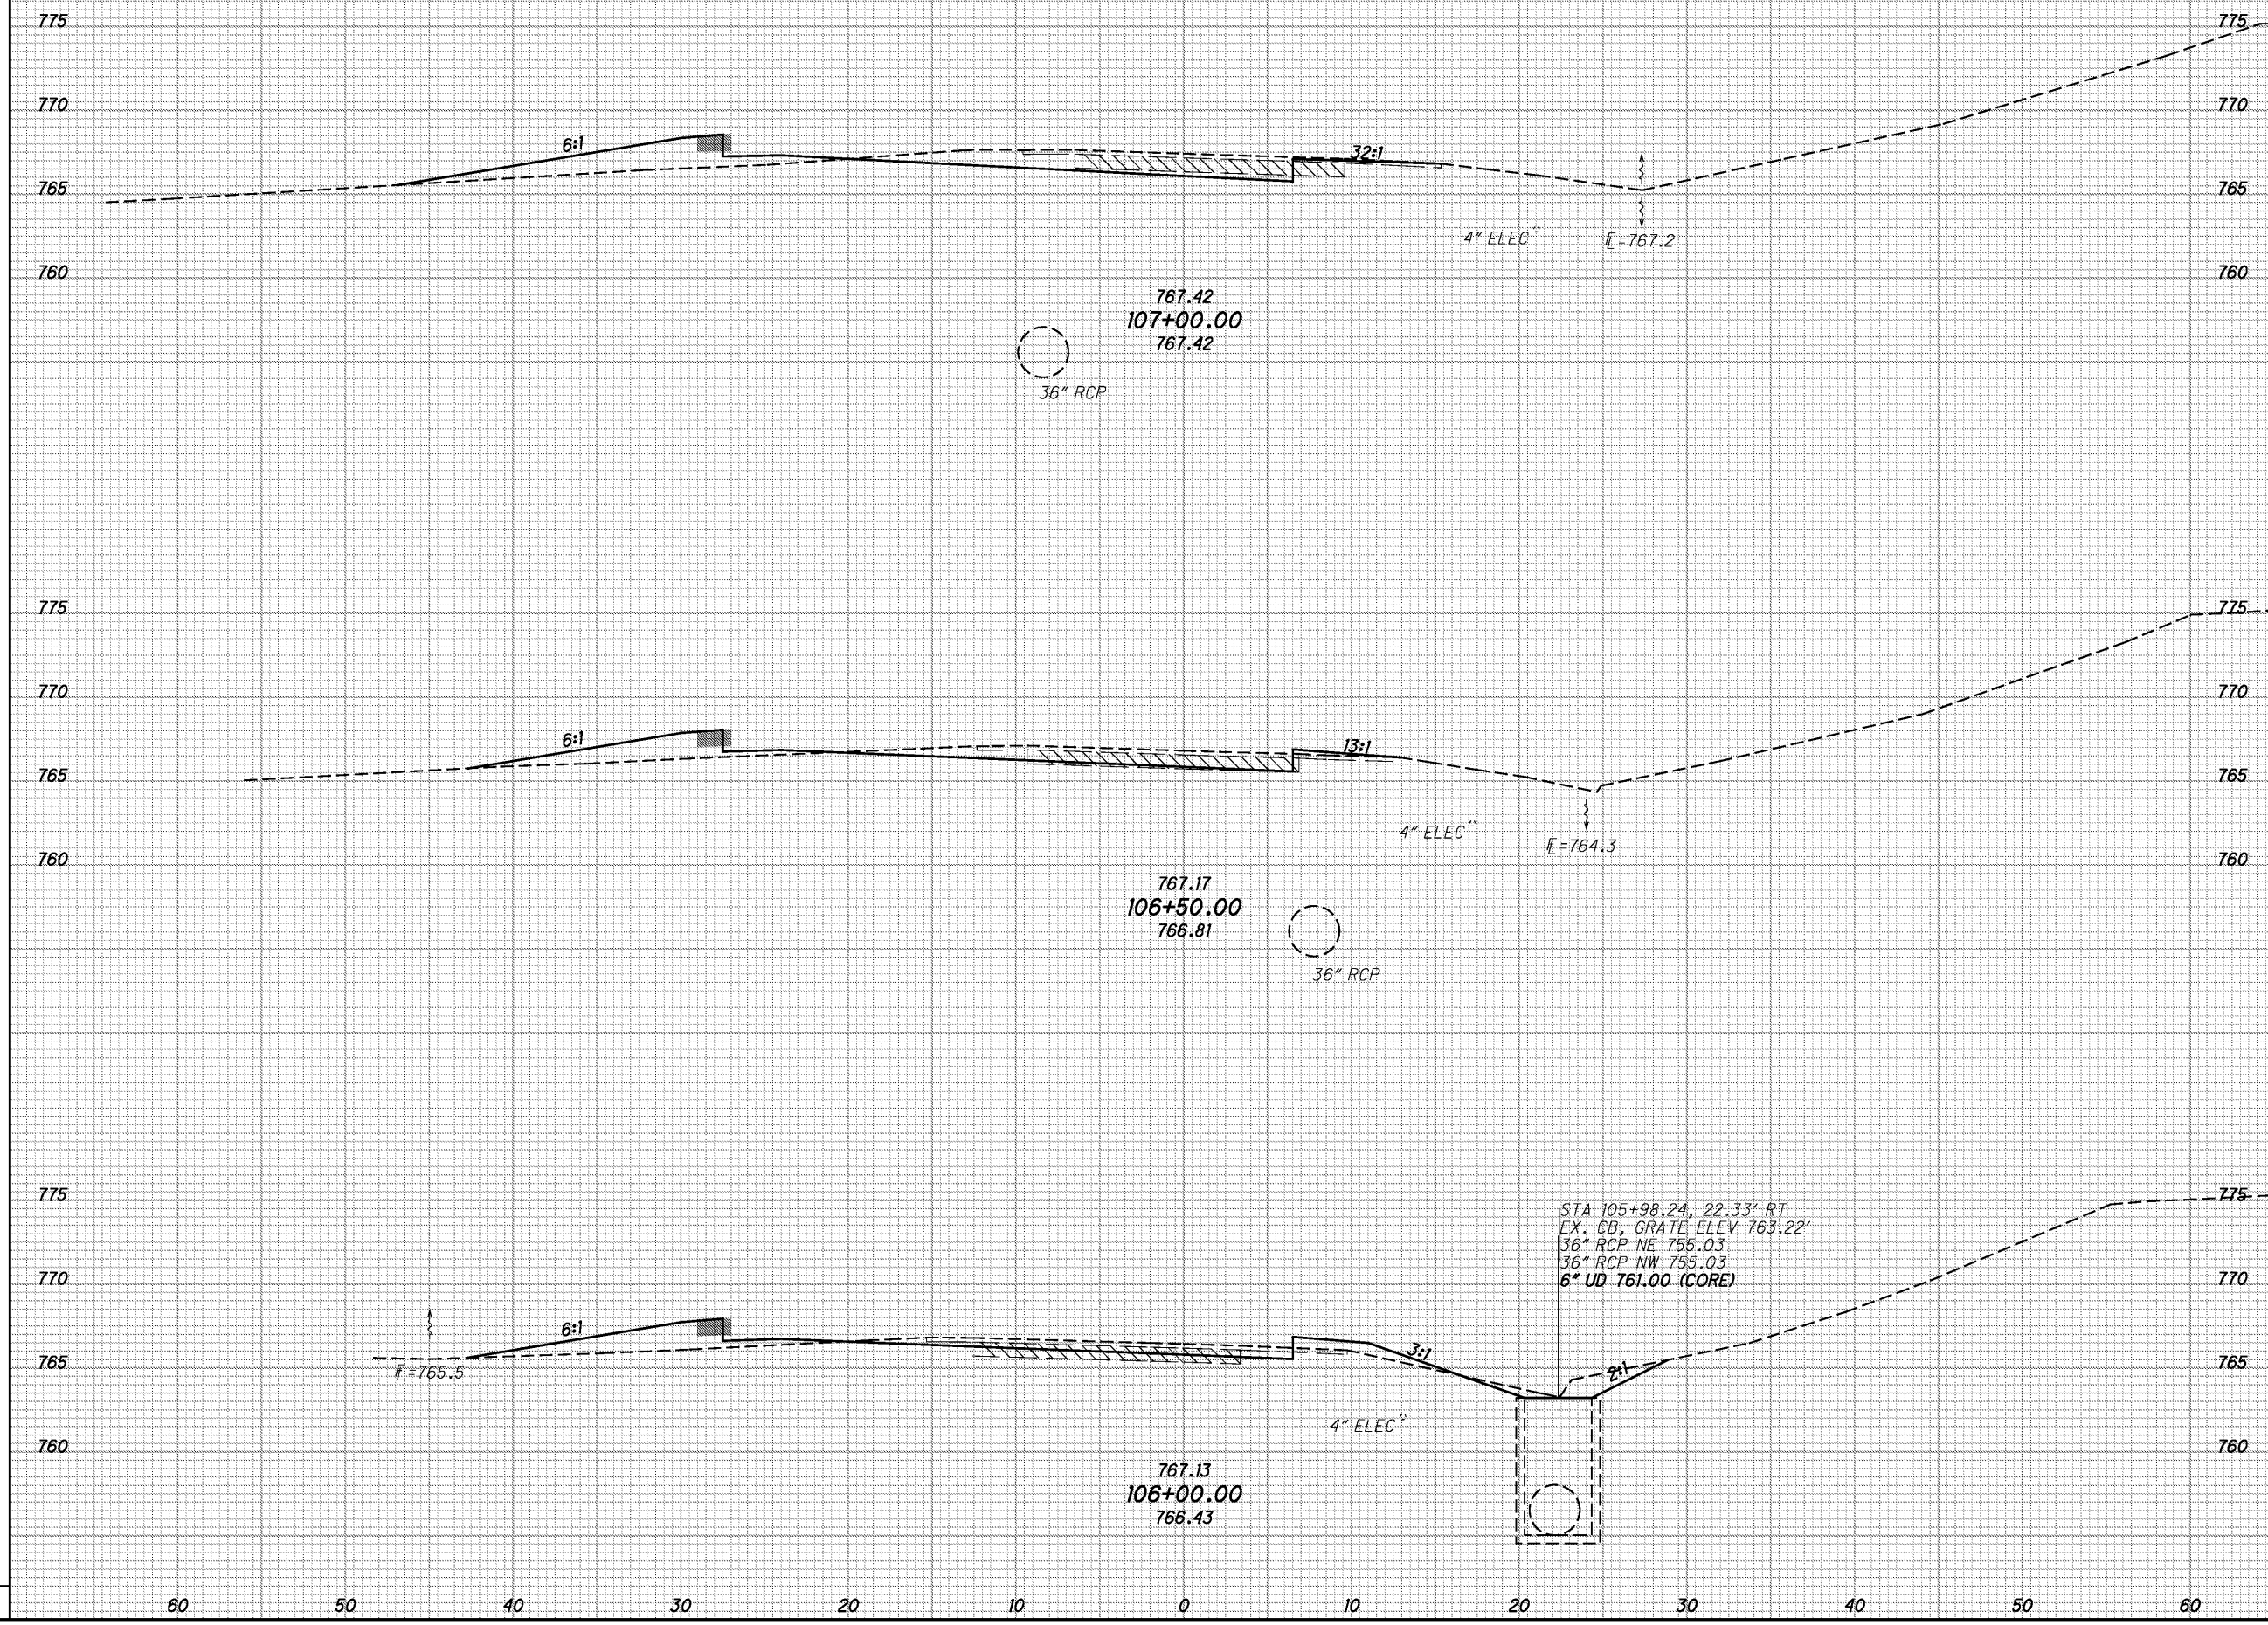 775 775
770 770
6:1 32:1
765 765
4" ELEC ℄=767.2
760 760
767.42
107+00.00
767.42
36" RCP
775 775
770 770
6:1 13:1
765 765
4" ELEC
℄=764.3
760 760
767.17
106+50.00
766.81
36" RCP
775 775
STA 105+98.24, 22.33' RT
EX. CB, GRATE ELEV 763.22'
36" RCP NE 755.03
36" RCP NW 755.03
6" UD 761.00 (CORE)
770 770
6:1 3:1 2:1
765 765
℄=765.5
4" ELEC
760 760
767.13
106+00.00
766.43
60 50 40 30 20 10 0 10 20 30 40 50 60